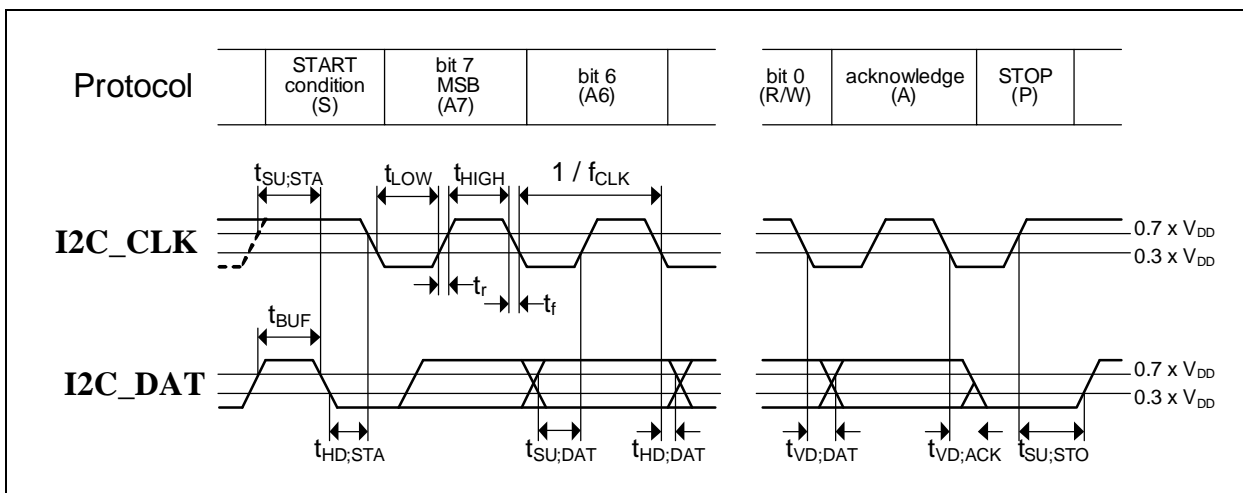 Protocol
START condition (S)
bit 7 MSB (A7)
bit 6 (A6)
bit 0 (R/W)
acknowledge (A)
STOP (P)
tSU;STA
tLOW
tHIGH
1 / fCLK
I2C_CLK
0.7 x VDD
0.3 x VDD
tr
tf
tBUF
I2C_DAT
0.7 x VDD
0.3 x VDD
tHD;STA
tSU;DAT
tHD;DAT
tVD;DAT
tVD;ACK
tSU;STO